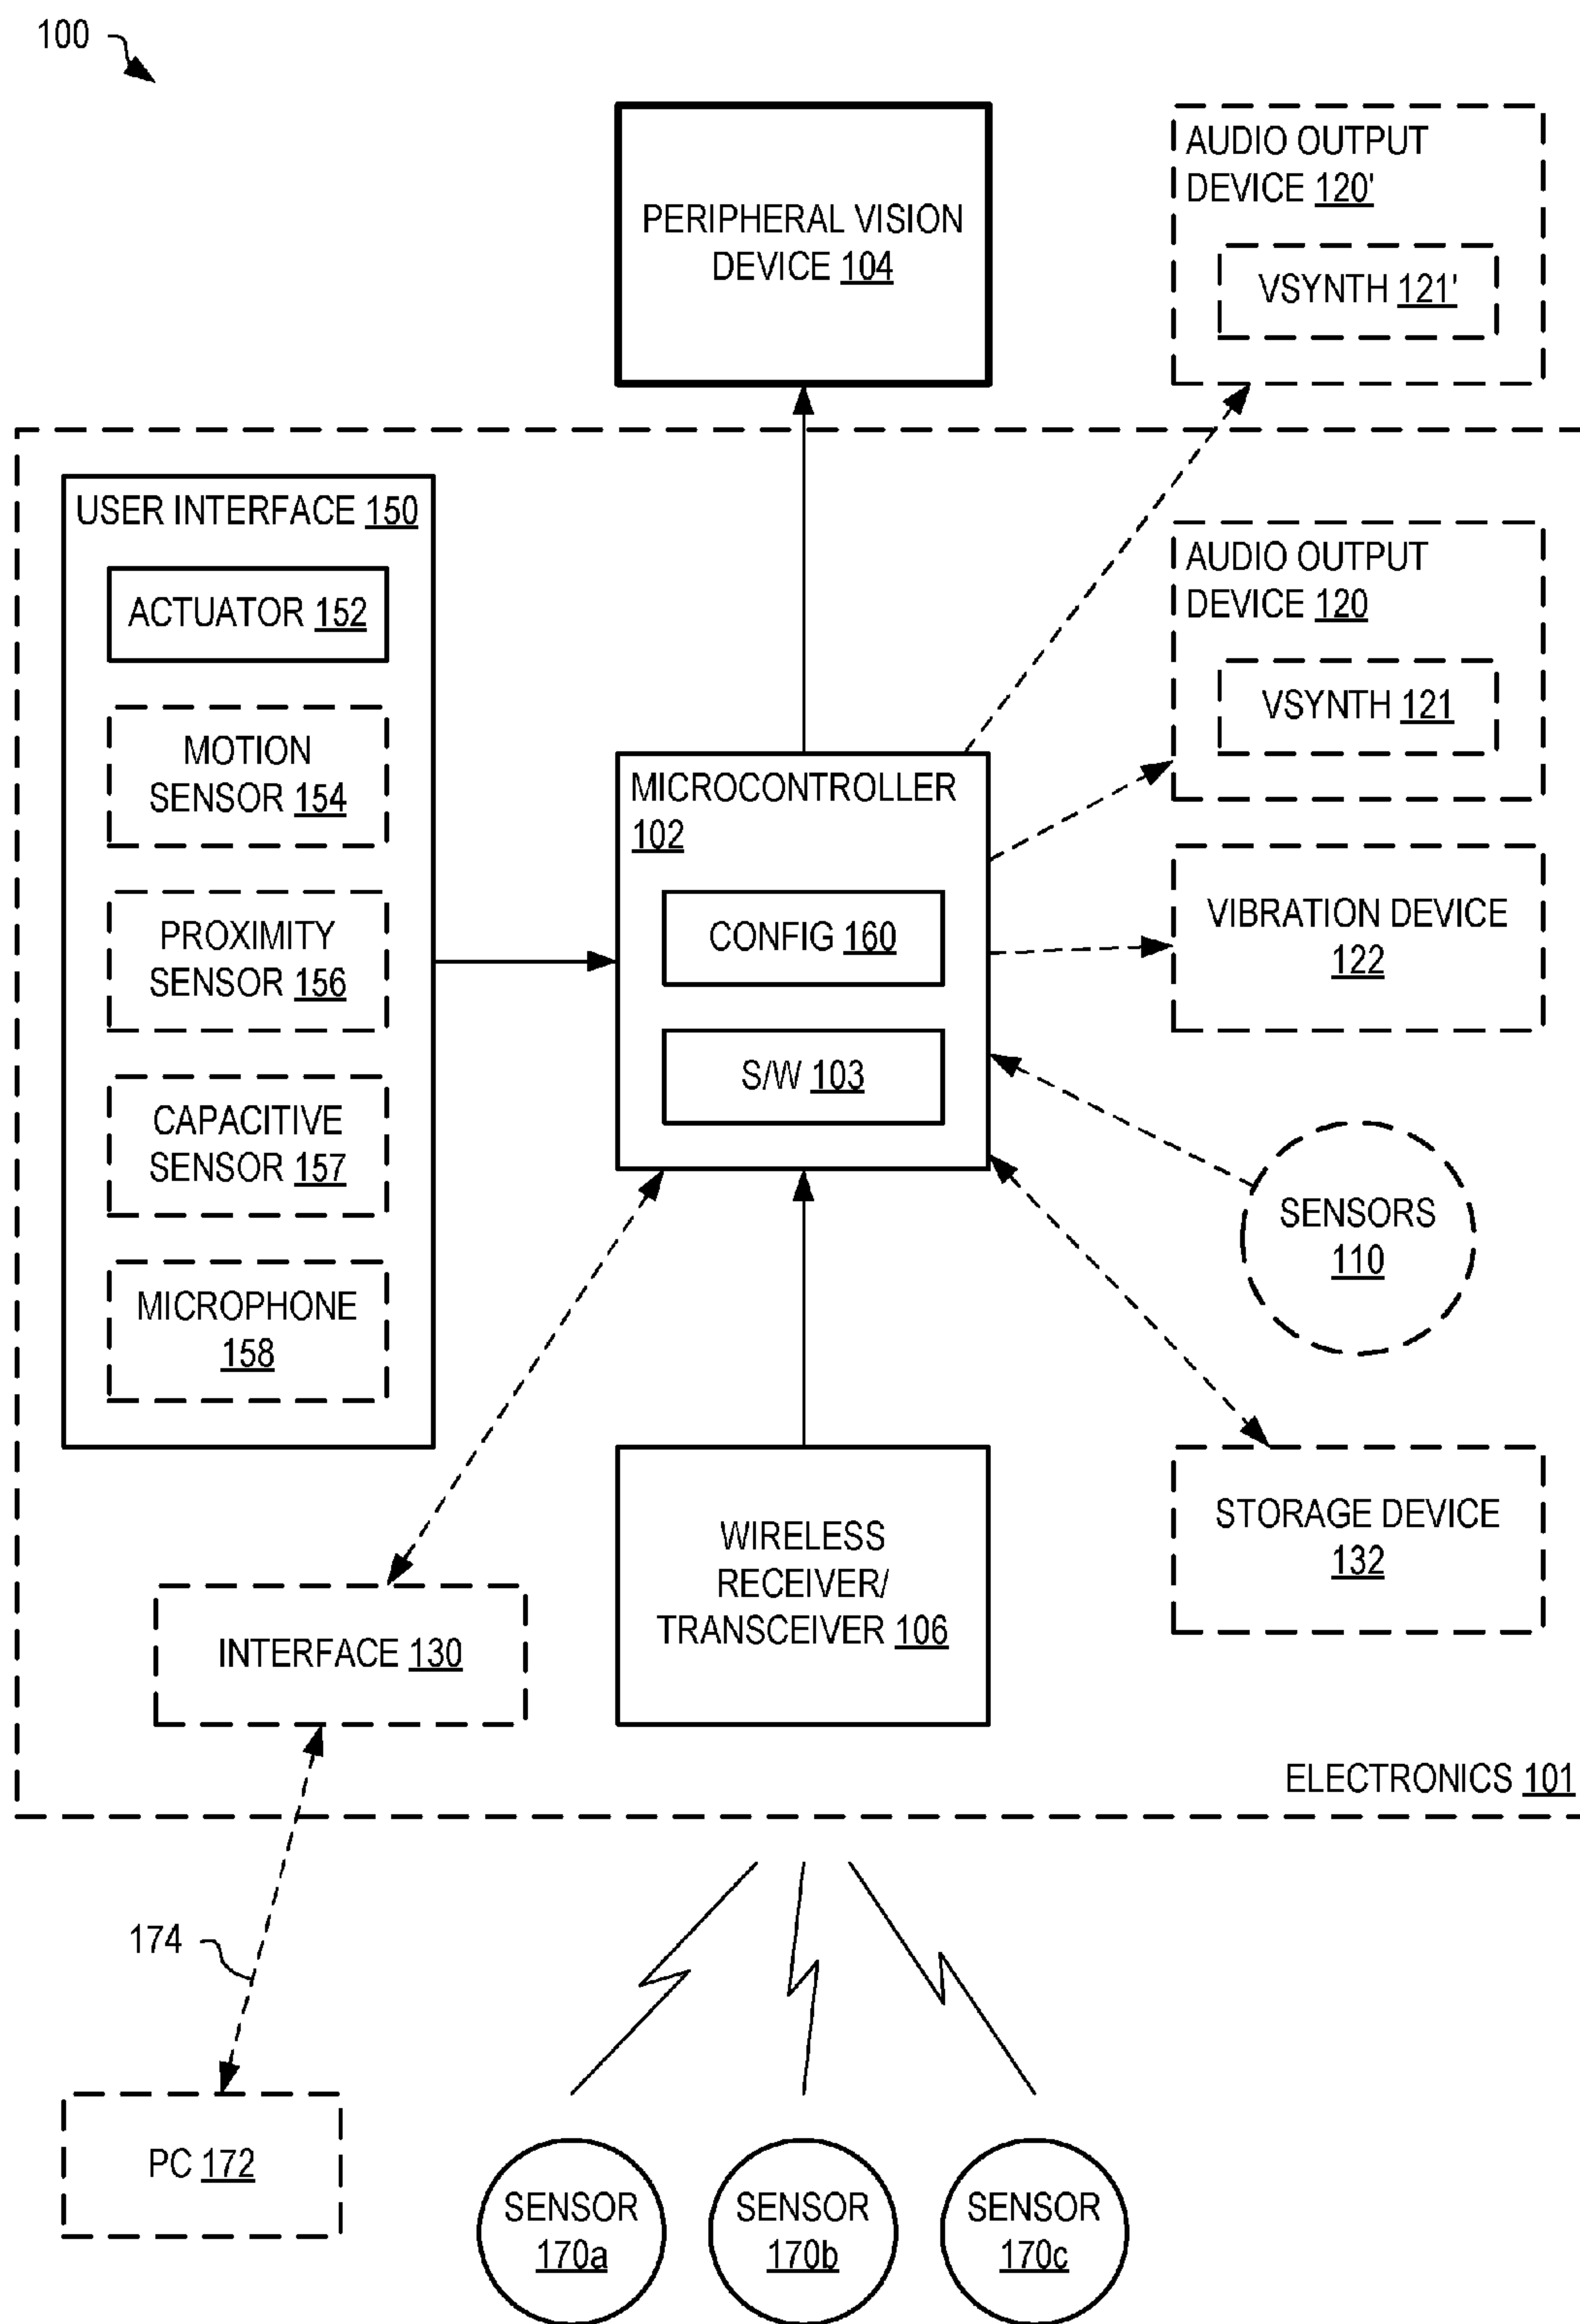 100
PERIPHERAL VISION
DEVICE 104
AUDIO OUTPUT
DEVICE 120'
VSYNTH 121'
USER INTERFACE 150
ACTUATOR 152
MOTION
SENSOR 154
PROXIMITY
SENSOR 156
CAPACITIVE
SENSOR 157
MICROPHONE
158
MICROCONTROLLER
102
CONFIG 160
S/W 103
AUDIO OUTPUT
DEVICE 120
VSYNTH 121
VIBRATION DEVICE
122
SENSORS
110
STORAGE DEVICE
132
WIRELESS
RECEIVER/
TRANSCEIVER 106
INTERFACE 130
ELECTRONICS 101
174
PC 172
SENSOR
170a
SENSOR
170b
SENSOR
170c